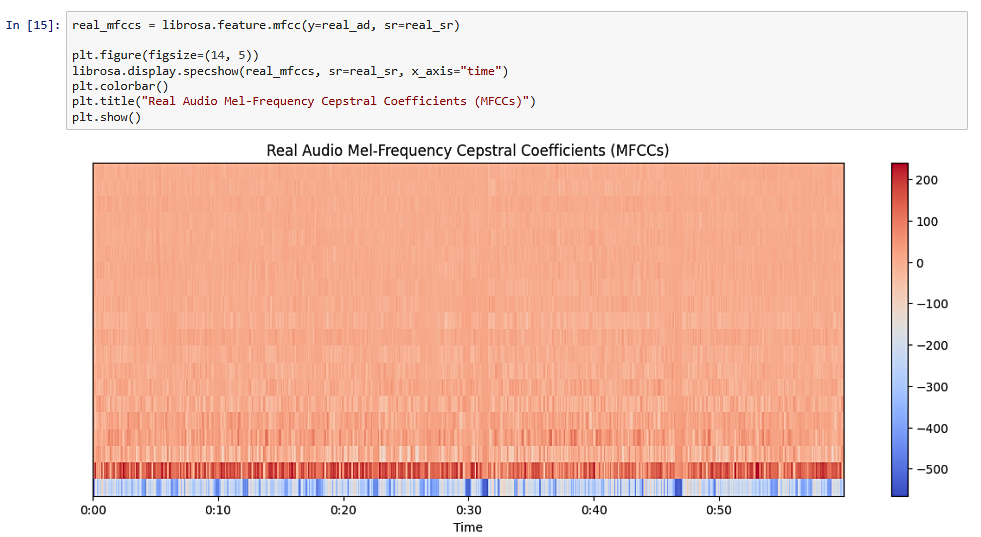 In [15]: real_mfccs = librosa.feature.mfcc(y=real_ad, sr=real_sr)
plt.figure(figsize=(14, 5))
librosa.display.specshow(real_mfccs, sr=real_sr, x_axis="time")
plt.colorbar()
plt.title("Real Audio Mel-Frequency Cepstral Coefficients (MFCCs)")
plt.show()
Real Audio Mel-Frequency Cepstral Coefficients (MFCCs)
200
100
0
−100
−200
−300
−400
−500
0:00 0:10 0:20 0:30 0:40 0:50
Time